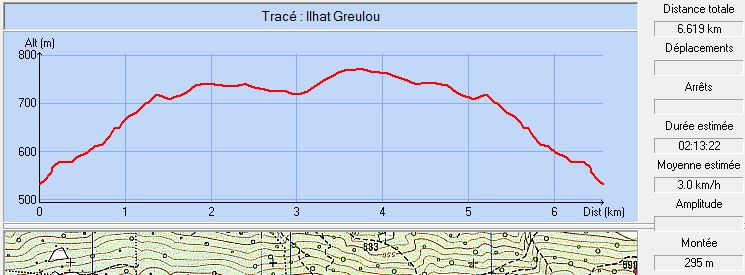 Tracé : Ilhat Greulou
Alt (m)
800
700
600
500
0 1 2 3 4 5 6 Dist (km)
Distance totale
6.619 km
Déplacements
Arrêts
Durée estimée
02:13:22
Moyenne estimée
3.0 km/h
Amplitude
Montée
295 m
993